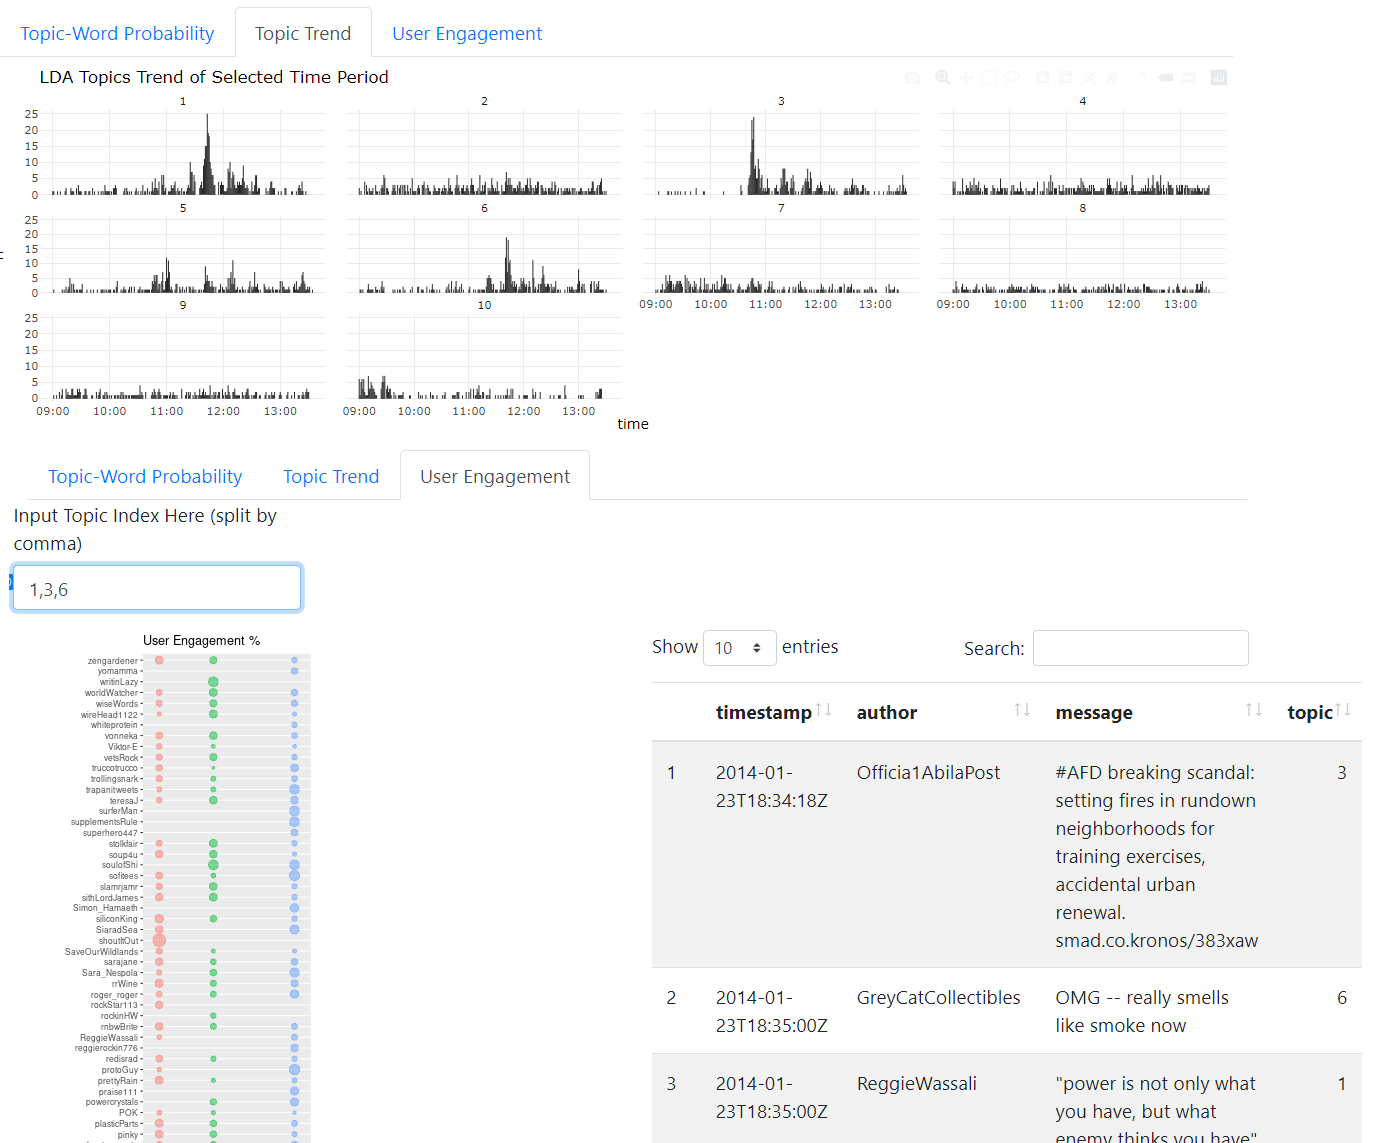 Topic-Word Probability Topic Trend User Engagement
LDA Topics Trend of Selected Time Period
1 2 3 4
25
20
15
10
5
0
5 6 7 8
25
20
15
10
5
0
09:00 10:00 11:00 12:00 13:00 09:00 10:00 11:00 12:00 13:00
9 10
25
20
15
10
5
0
09:00 10:00 11:00 12:00 13:00 09:00 10:00 11:00 12:00 13:00
time
Topic-Word Probability Topic Trend User Engagement
Input Topic Index Here (split by
comma)
1,3,6
User Engagement %
zengardener
yomamma
writinLazy
worldWatcher
wiseWords
wireHead1122
whiteprotein
vonneka
Viktor-E
vetsRock
truccotrucco
trollingsnark
trapanitweets
teresaJ
surferMan
supplementsRule
superhero447
stolkfair
soup4u
soulofShi
sofitees
slamrjamr
sithLordJames
Simon_Hamaeth
siliconKing
SiaradSea
shoutItOut
SaveOurWildlands
sarajane
Sara_Nespola
rrWine
roger_roger
rockStar113
rockinHW
rnbwBrite
ReggieWassali
reggierockin776
redisrad
protoGuy
prettyRain
praise111
powercrystals
POK
plasticParts
pinky
Show 10 entries Search:
timestamp author message topic
1 2014-01- Officia1AbilaPost #AFD breaking scandal: 3
23T18:34:18Z setting fires in rundown
neighborhoods for
training exercises,
accidental urban
renewal.
smad.co.kronos/383xaw
2 2014-01- GreyCatCollectibles OMG -- really smells 6
23T18:35:00Z like smoke now
3 2014-01- ReggieWassali "power is not only what 1
23T18:35:00Z you have, but what
enemy thinks you have"